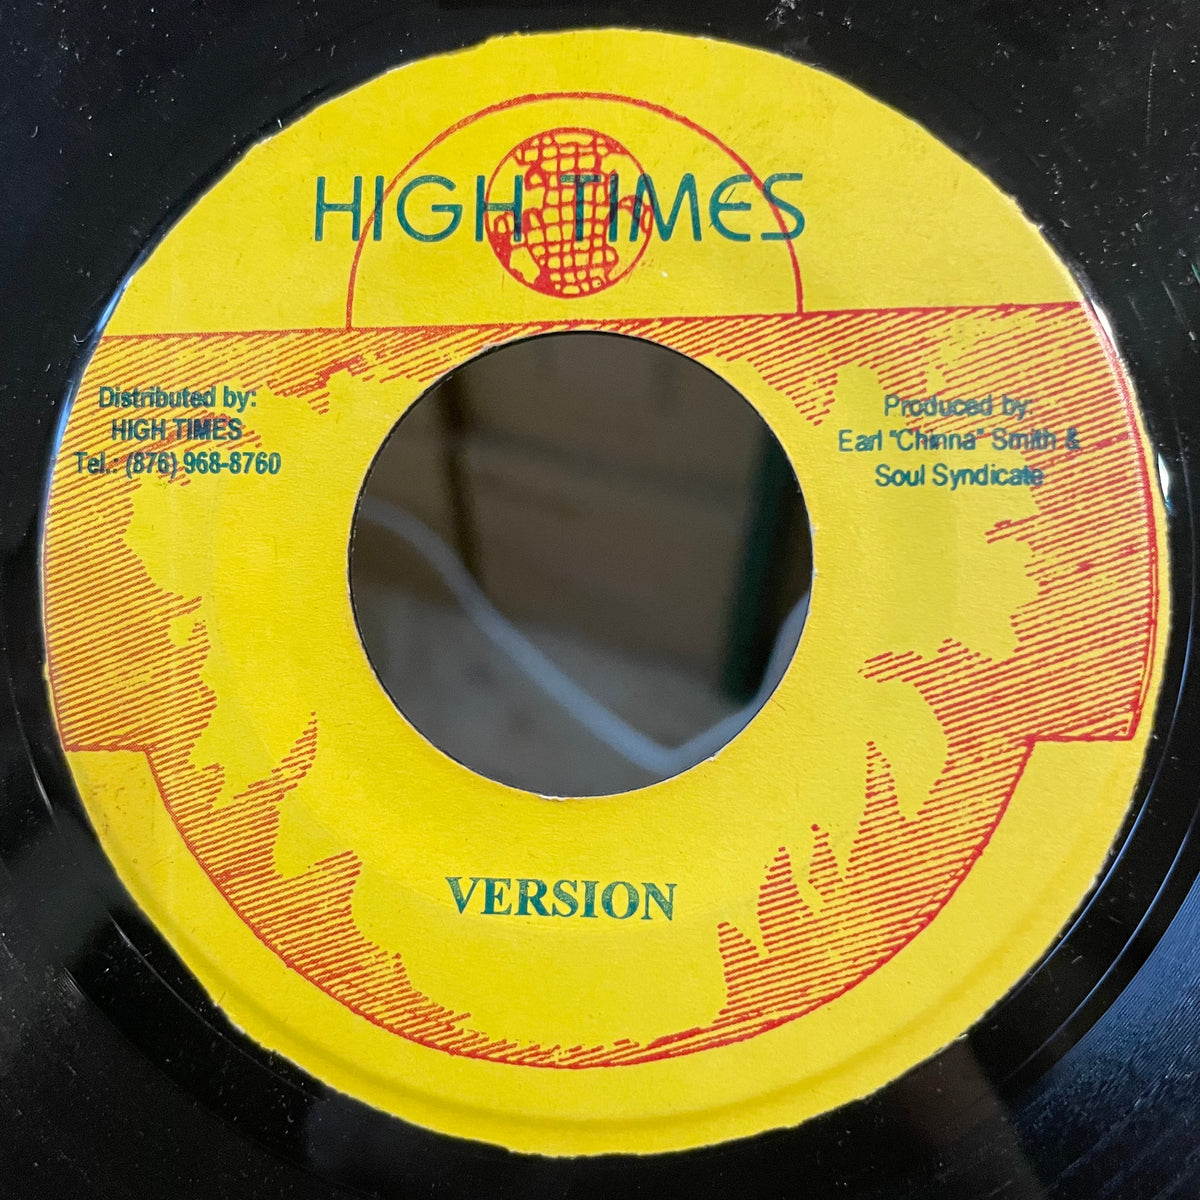 HIGH TIMES
Distributed by:
HIGH TIMES
Tel.: (876) 968-8760
Produced by:
Earl "Chinna" Smith &
Soul Syndicate
VERSION